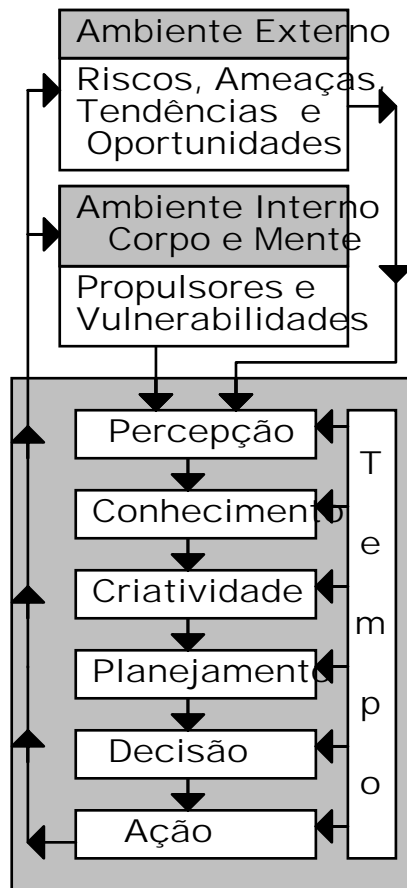 Ambiente Externo
Riscos, Ameaças,
Tendências e
Oportunidades
Ambiente Interno
Corpo e Mente
Propulsores e
Vulnerabilidades
Percepção
Conhecimento
Criatividade
Planejamento
Decisão
Ação
T
e
m
p
o